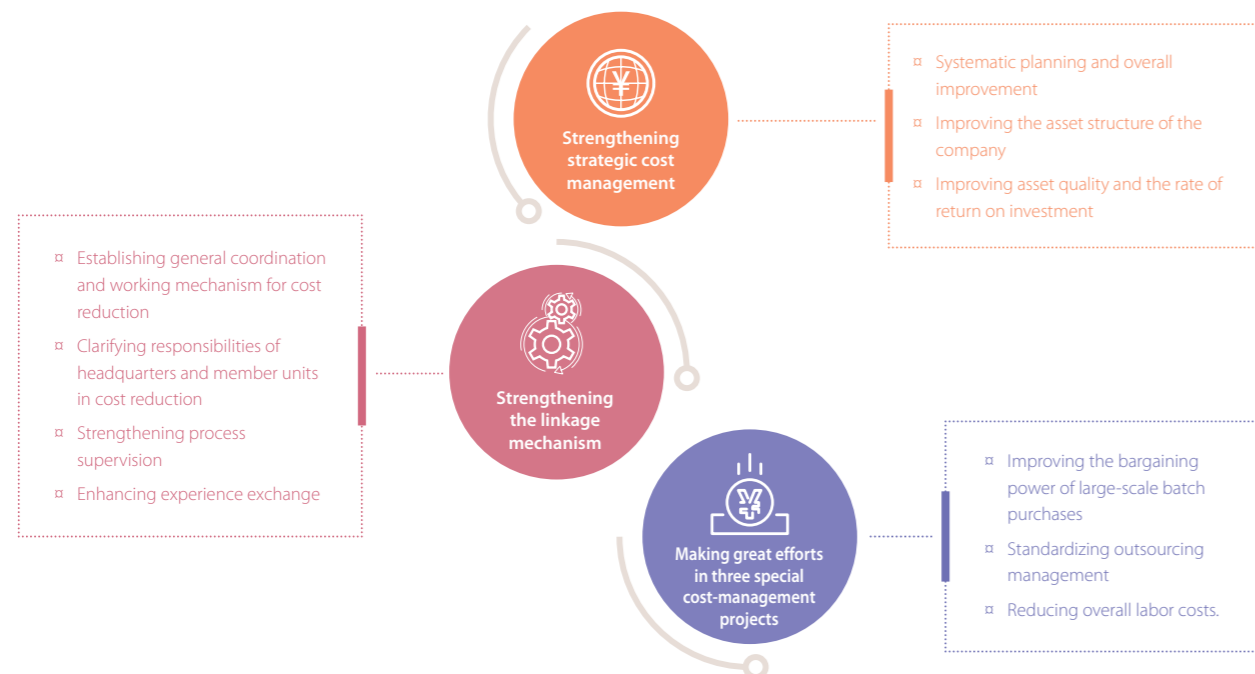 Strengthening
strategic cost
management
¤ Systematic planning and overall
improvement
¤ Improving the asset structure of the
company
¤ Improving asset quality and the rate of
return on investment
Strengthening
the linkage
mechanism
¤ Establishing general coordination
and working mechanism for cost
reduction
¤ Clarifying responsibilities of
headquarters and member units
in cost reduction
¤ Strengthening process
supervision
¤ Enhancing experience exchange
Making great efforts
in three special
cost-management
projects
¤ Improving the bargaining
power of large-scale batch
purchases
¤ Standardizing outsourcing
management
¤ Reducing overall labor costs.